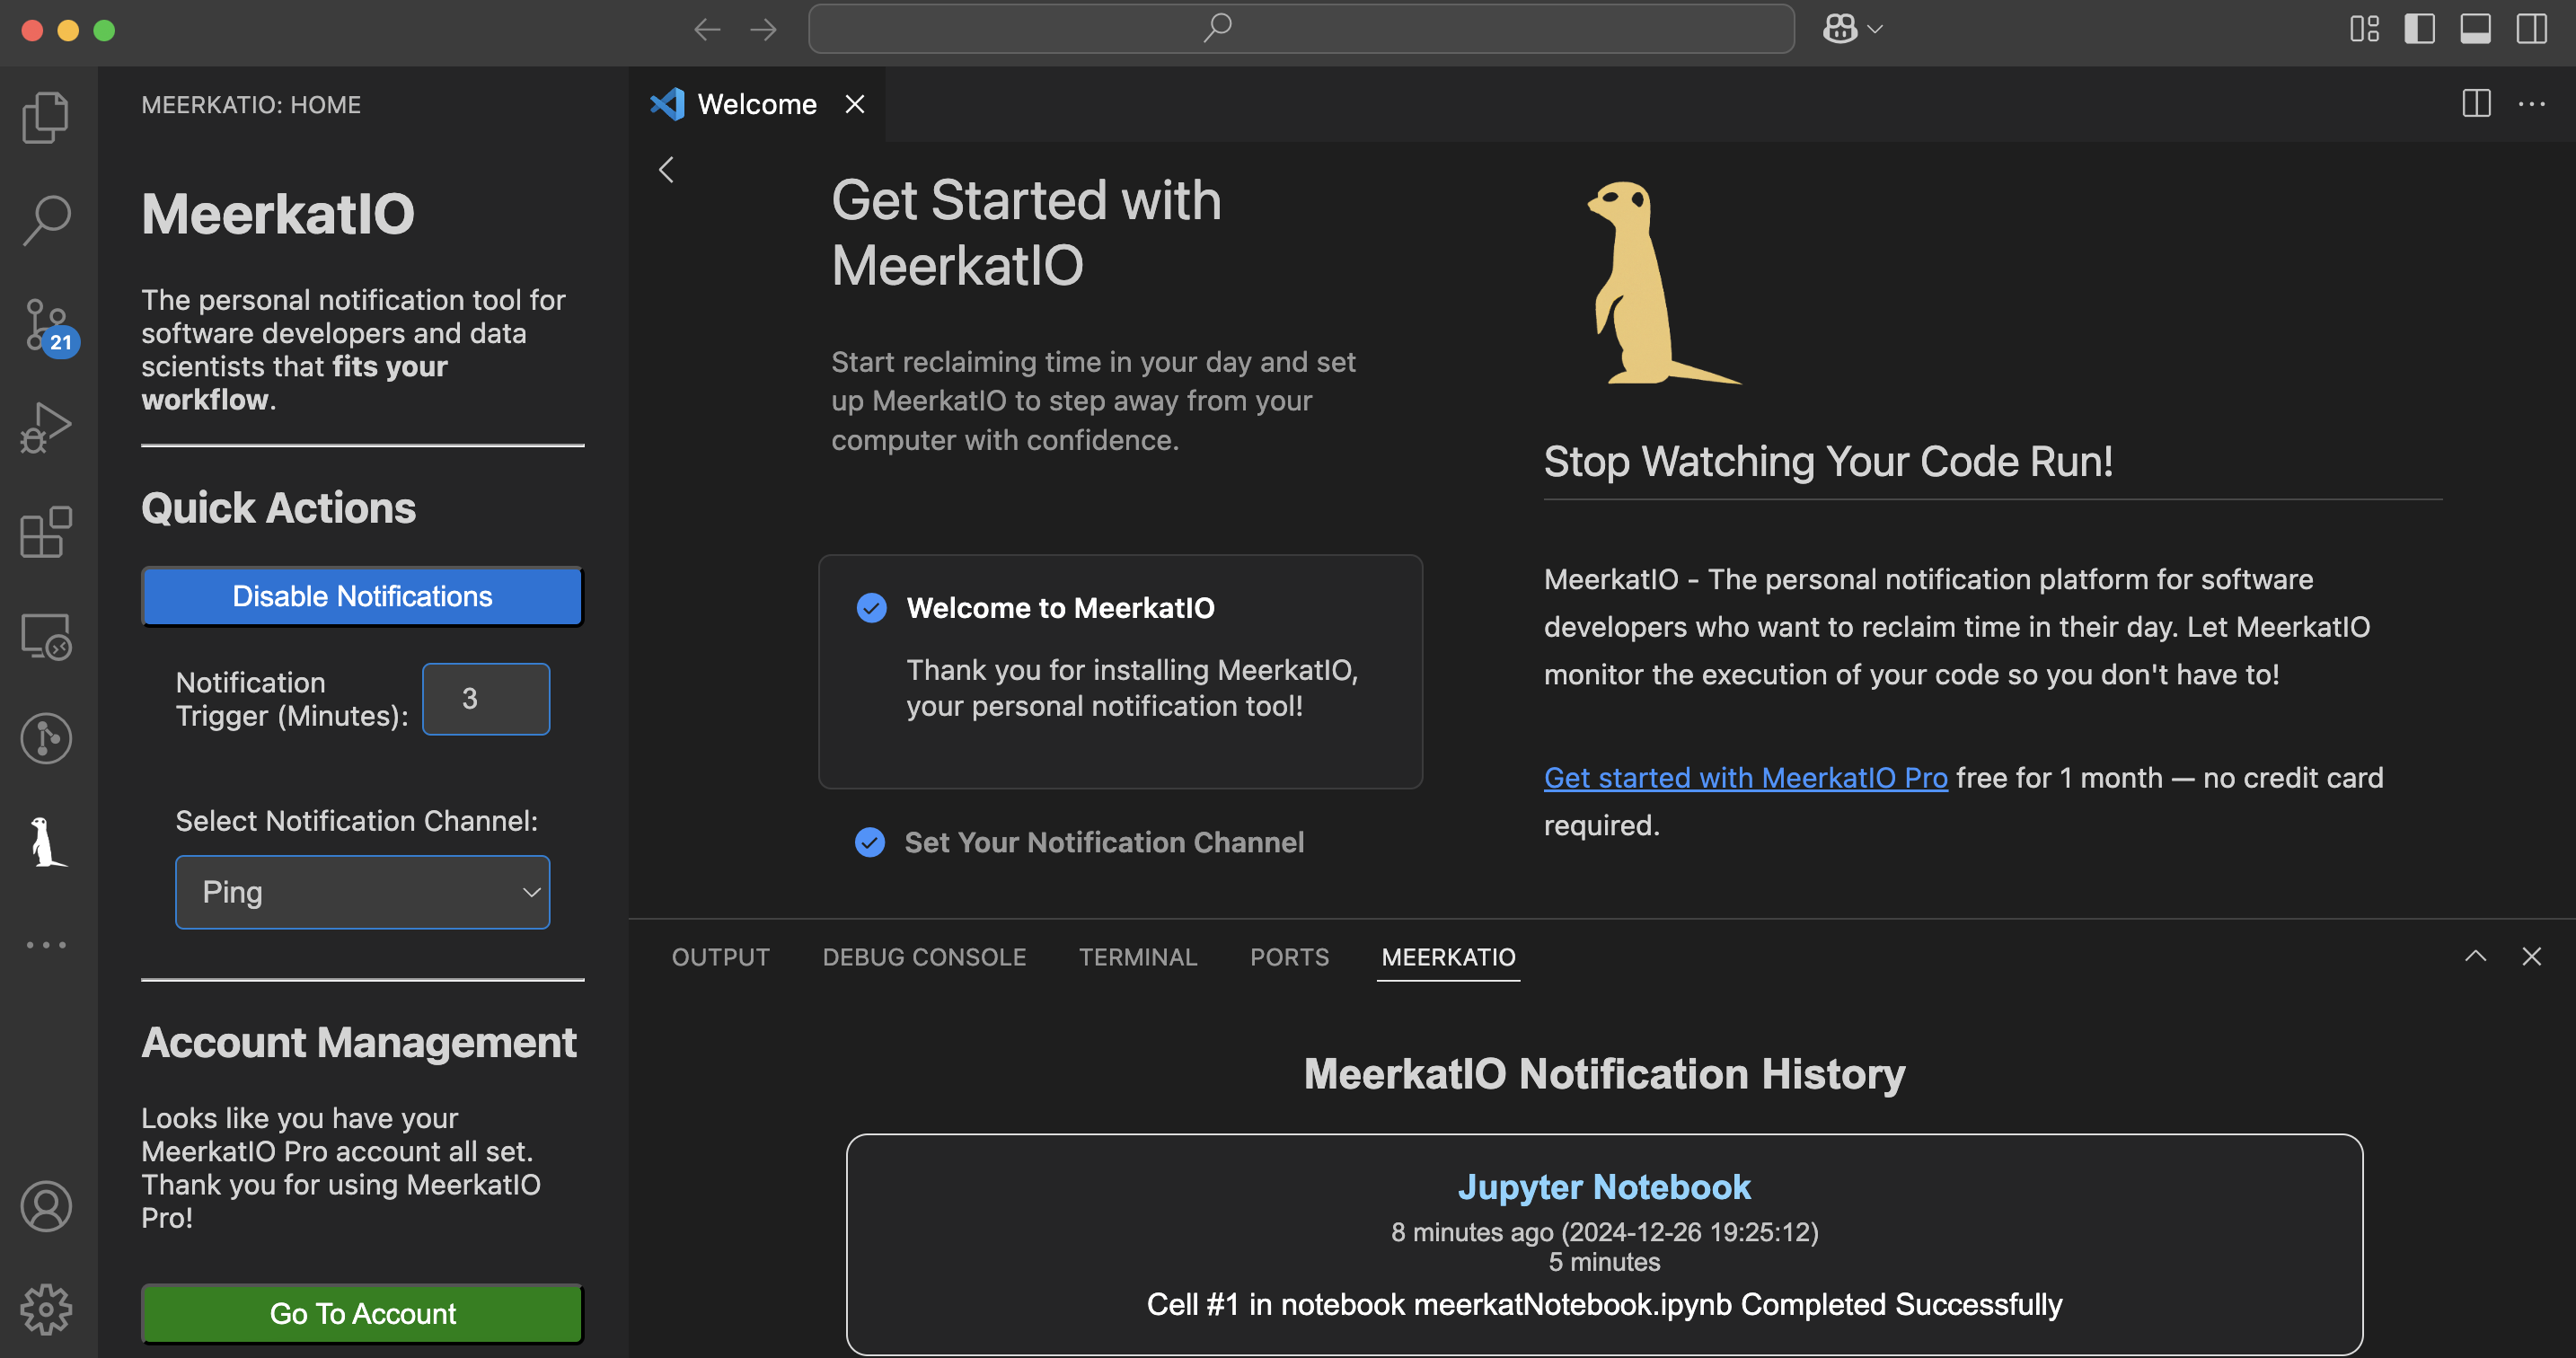 MEERKATIO: HOME
MeerkatIO
The personal notification tool for
software developers and data
scientists that fits your
workflow.
Quick Actions
Disable Notifications
Notification
Trigger (Minutes):
3
Select Notification Channel:
Ping
Account Management
Looks like you have your
MeerkatIO Pro account all set.
Thank you for using MeerkatIO
Pro!
Go To Account
21
Welcome
Get Started with
MeerkatIO
Start reclaiming time in your day and set
up MeerkatIO to step away from your
computer with confidence.
Welcome to MeerkatIO
Thank you for installing MeerkatIO,
your personal notification tool!
Set Your Notification Channel
Stop Watching Your Code Run!
MeerkatIO - The personal notification platform for software
developers who want to reclaim time in their day. Let MeerkatIO
monitor the execution of your code so you don't have to!
Get started with MeerkatIO Pro free for 1 month — no credit card
required.
OUTPUT DEBUG CONSOLE TERMINAL PORTS MEERKATIO
MeerkatIO Notification History
Jupyter Notebook
8 minutes ago (2024-12-26 19:25:12)
5 minutes
Cell #1 in notebook meerkatNotebook.ipynb Completed Successfully